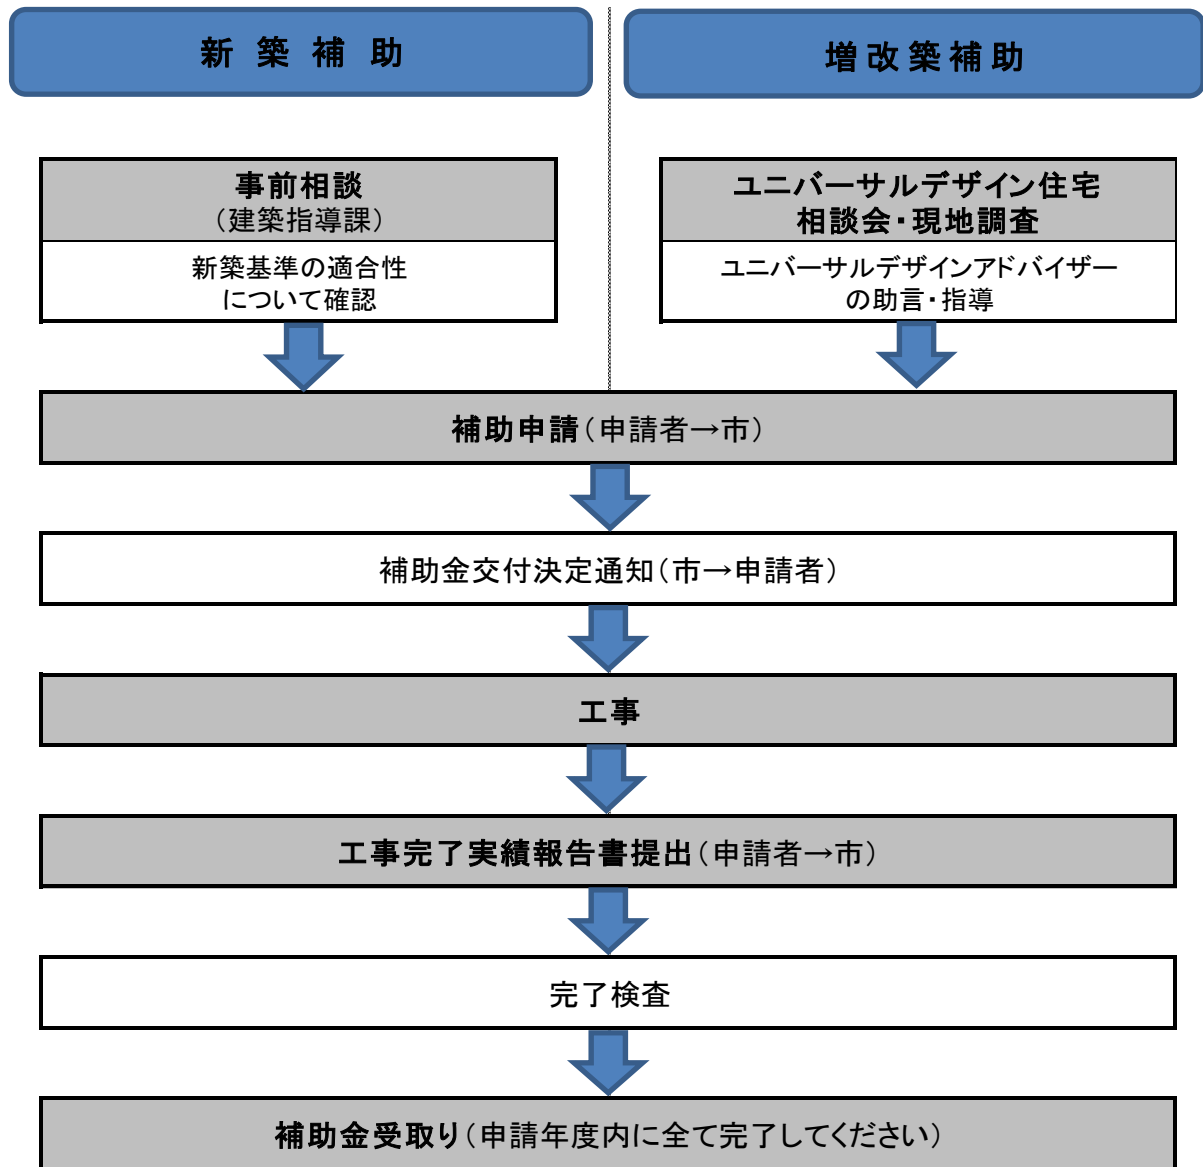 新築補助
増改築補助
事前相談
（建築指導課）
新築基準の適合性
について確認
ユニバーサルデザイン住宅
相談会・現地調査
ユニバーサルデザインアドバイザー
の助言・指導
補助申請（申請者→市）
補助金交付決定通知（市→申請者）
工事
工事完了実績報告書提出（申請者→市）
完了検査
補助金受取り（申請年度内に全て完了してください）